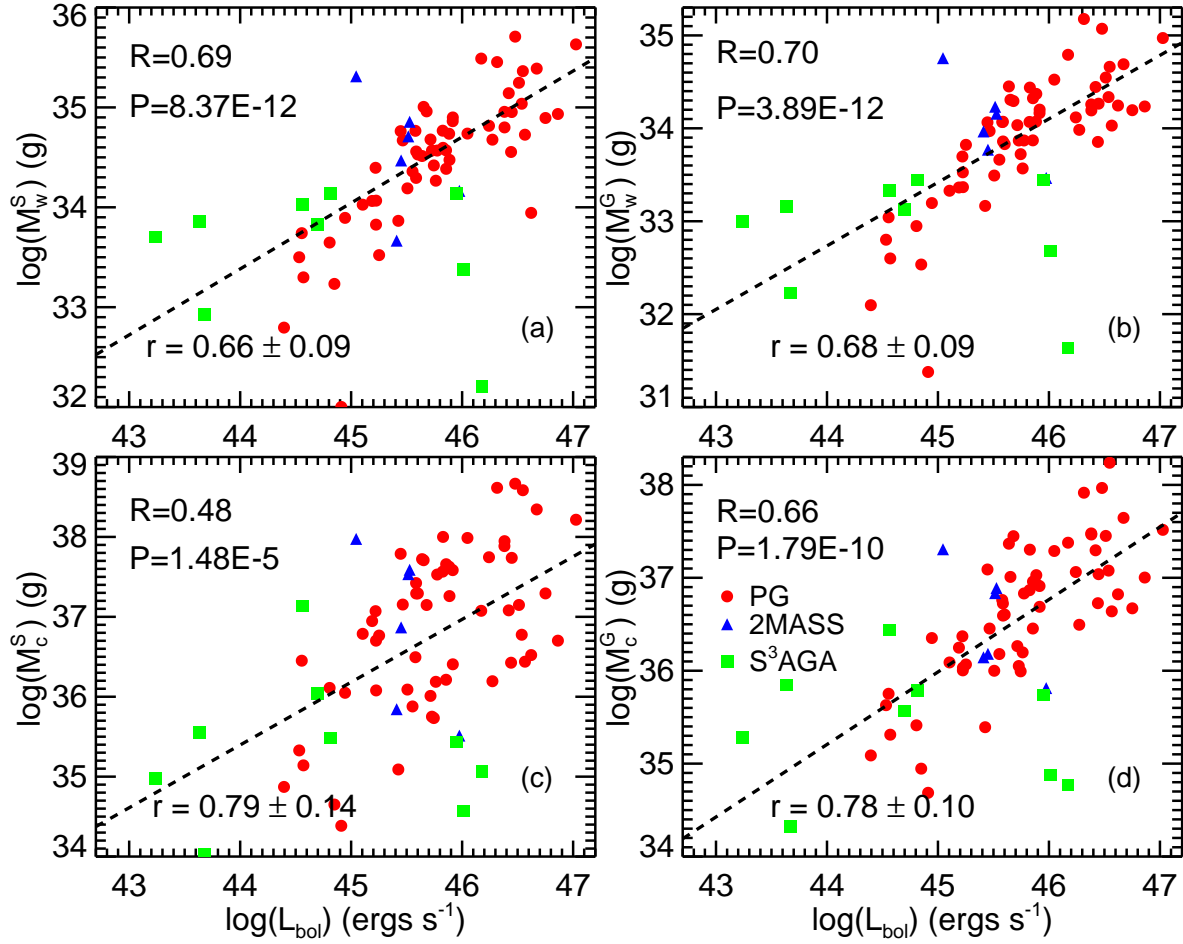 log(M_w^S) (g)
35
34
33
32
R=0.69
P=8.37E-12
(a)
r = 0.66 ± 0.09
43 44 45 46 47
log(M_w^G) (g)
35
34
33
32
31
R=0.70
P=3.89E-12
(b)
r = 0.68 ± 0.09
43 44 45 46 47
log(M_c^S) (g)
39
38
37
36
35
34
R=0.48
P=1.48E-5
(c)
r = 0.79 ± 0.14
43 44 45 46 47
log(L_bol) (ergs s⁻¹)
log(M_c^G) (g)
38
37
36
35
34
R=0.66
P=1.79E-10
PG
2MASS
S³AGA
(d)
r = 0.78 ± 0.10
43 44 45 46 47
log(L_bol) (ergs s⁻¹)